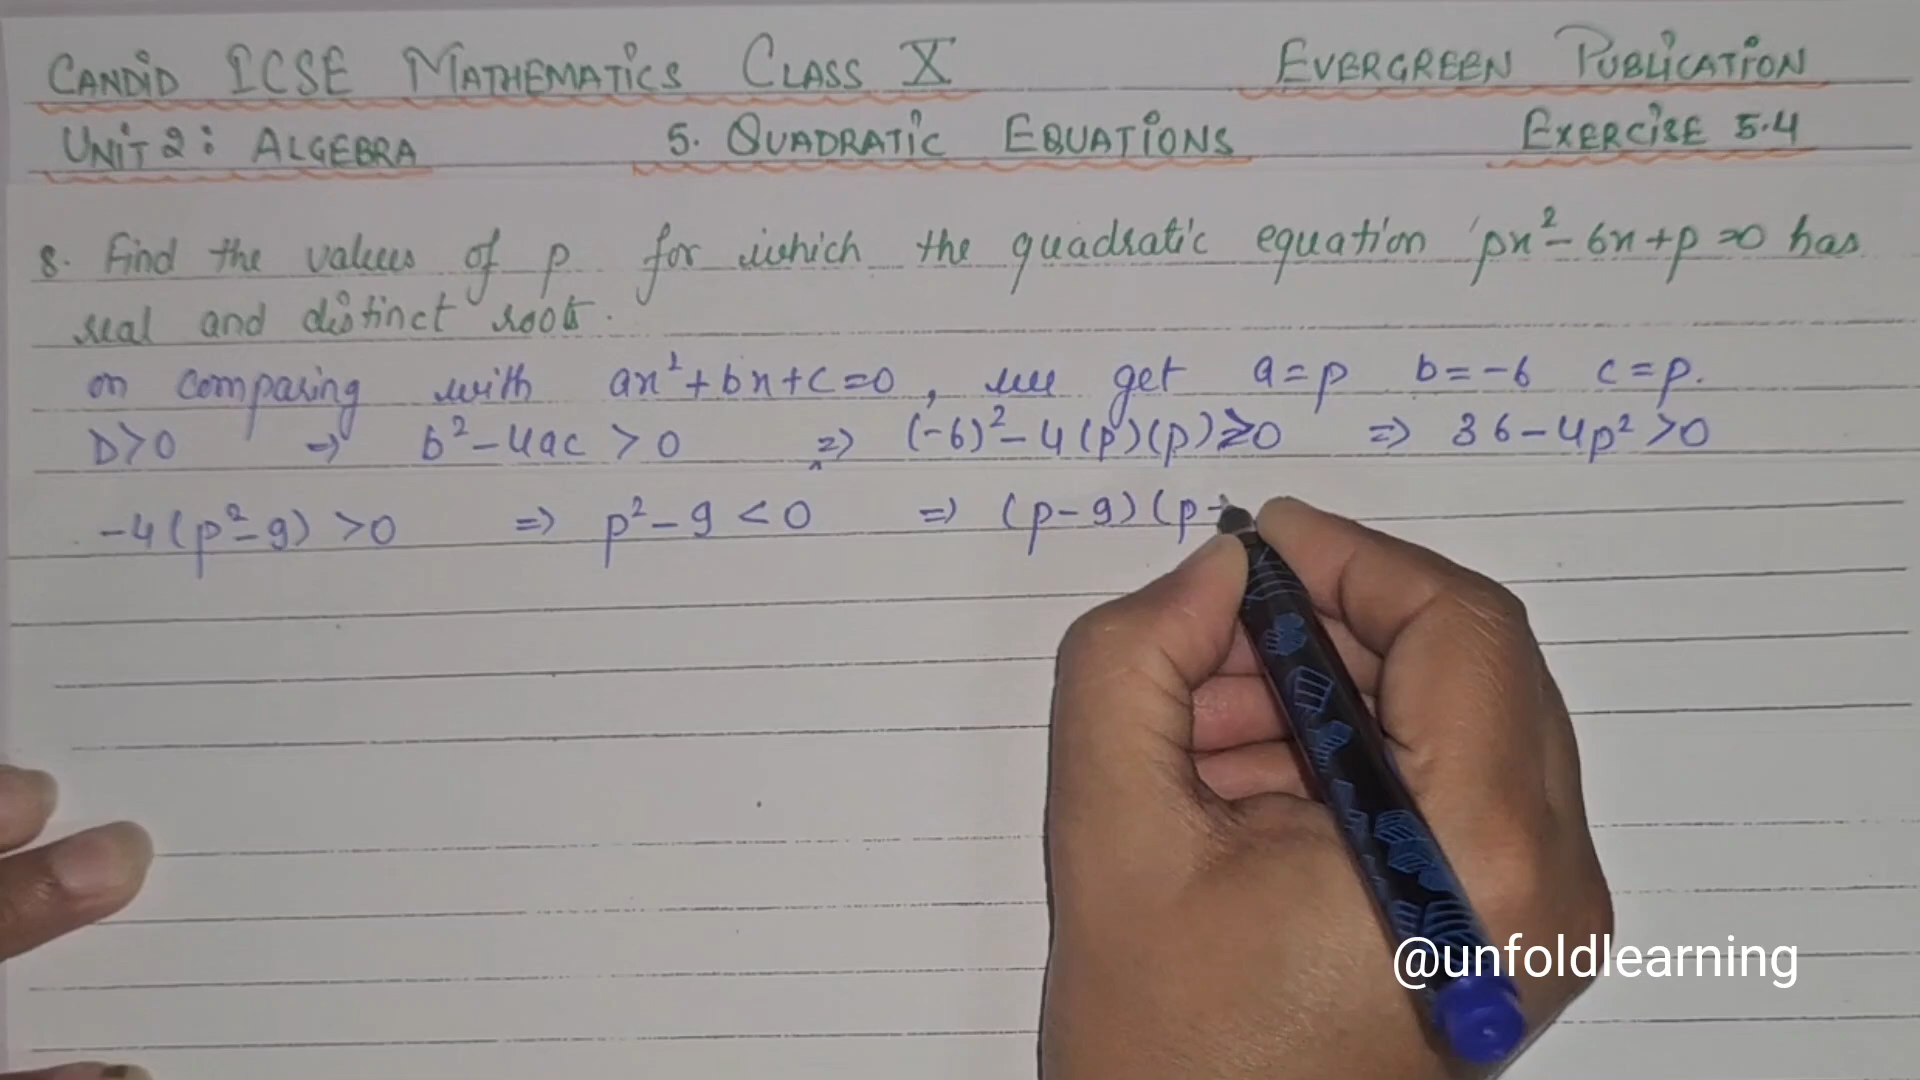 CANDID ICSE MATHEMATICS CLASS X EVERGREEN PUBLICATION
UNIT 2: ALGEBRA 5. QUADRATIC EQUATIONS EXERCISE 5.4
8. Find the values of p for which the quadratic equation px²-6x+p=0 has
real and distinct roots.
on comparing with ax²+bx+c=0, we get a=p b=-6 c=p.
D>0 => b²-4ac >0 => (-6)²-4(p)(p)≥0 => 36-4p²>0
-4(p²-9)>0 => p²-9<0 => (p-9)(p
@unfoldlearning